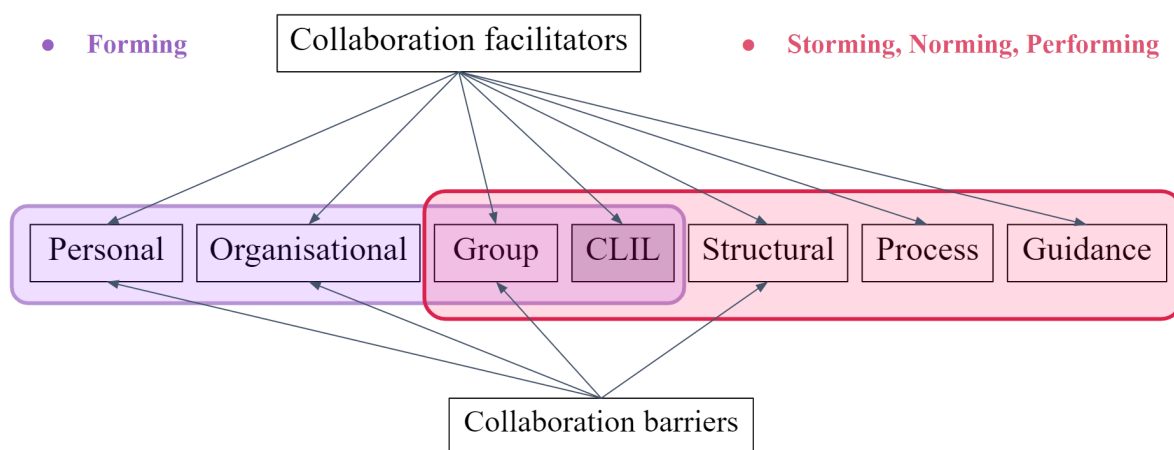 ● Forming
Collaboration facilitators
● Storming, Norming, Performing
Personal
Organisational
Group
CLIL
Structural
Process
Guidance
Collaboration barriers